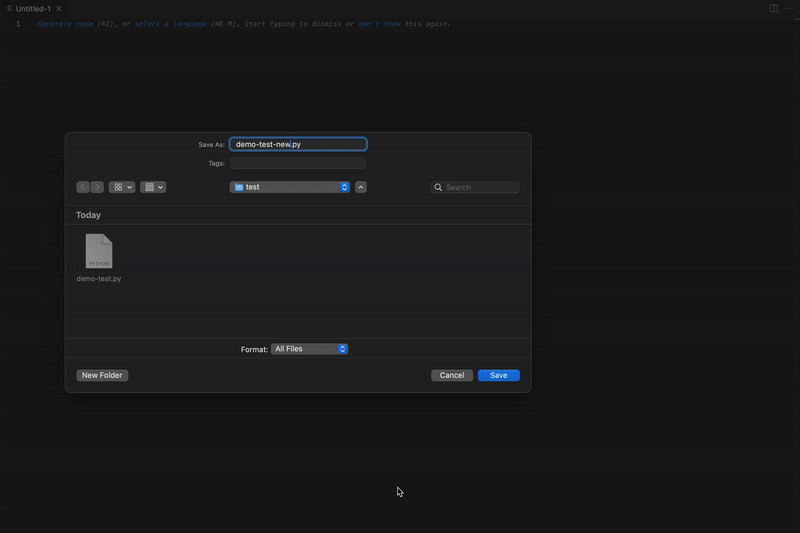 Untitled-1
1 Generate code (⌘I), or select a language (⌘K M). Start typing to dismiss or don't show this again.
Save As: demo-test-new.py
Tags:
test
Search
Today
PYTHON
demo-test.py
Format: All Files
New Folder
Cancel
Save